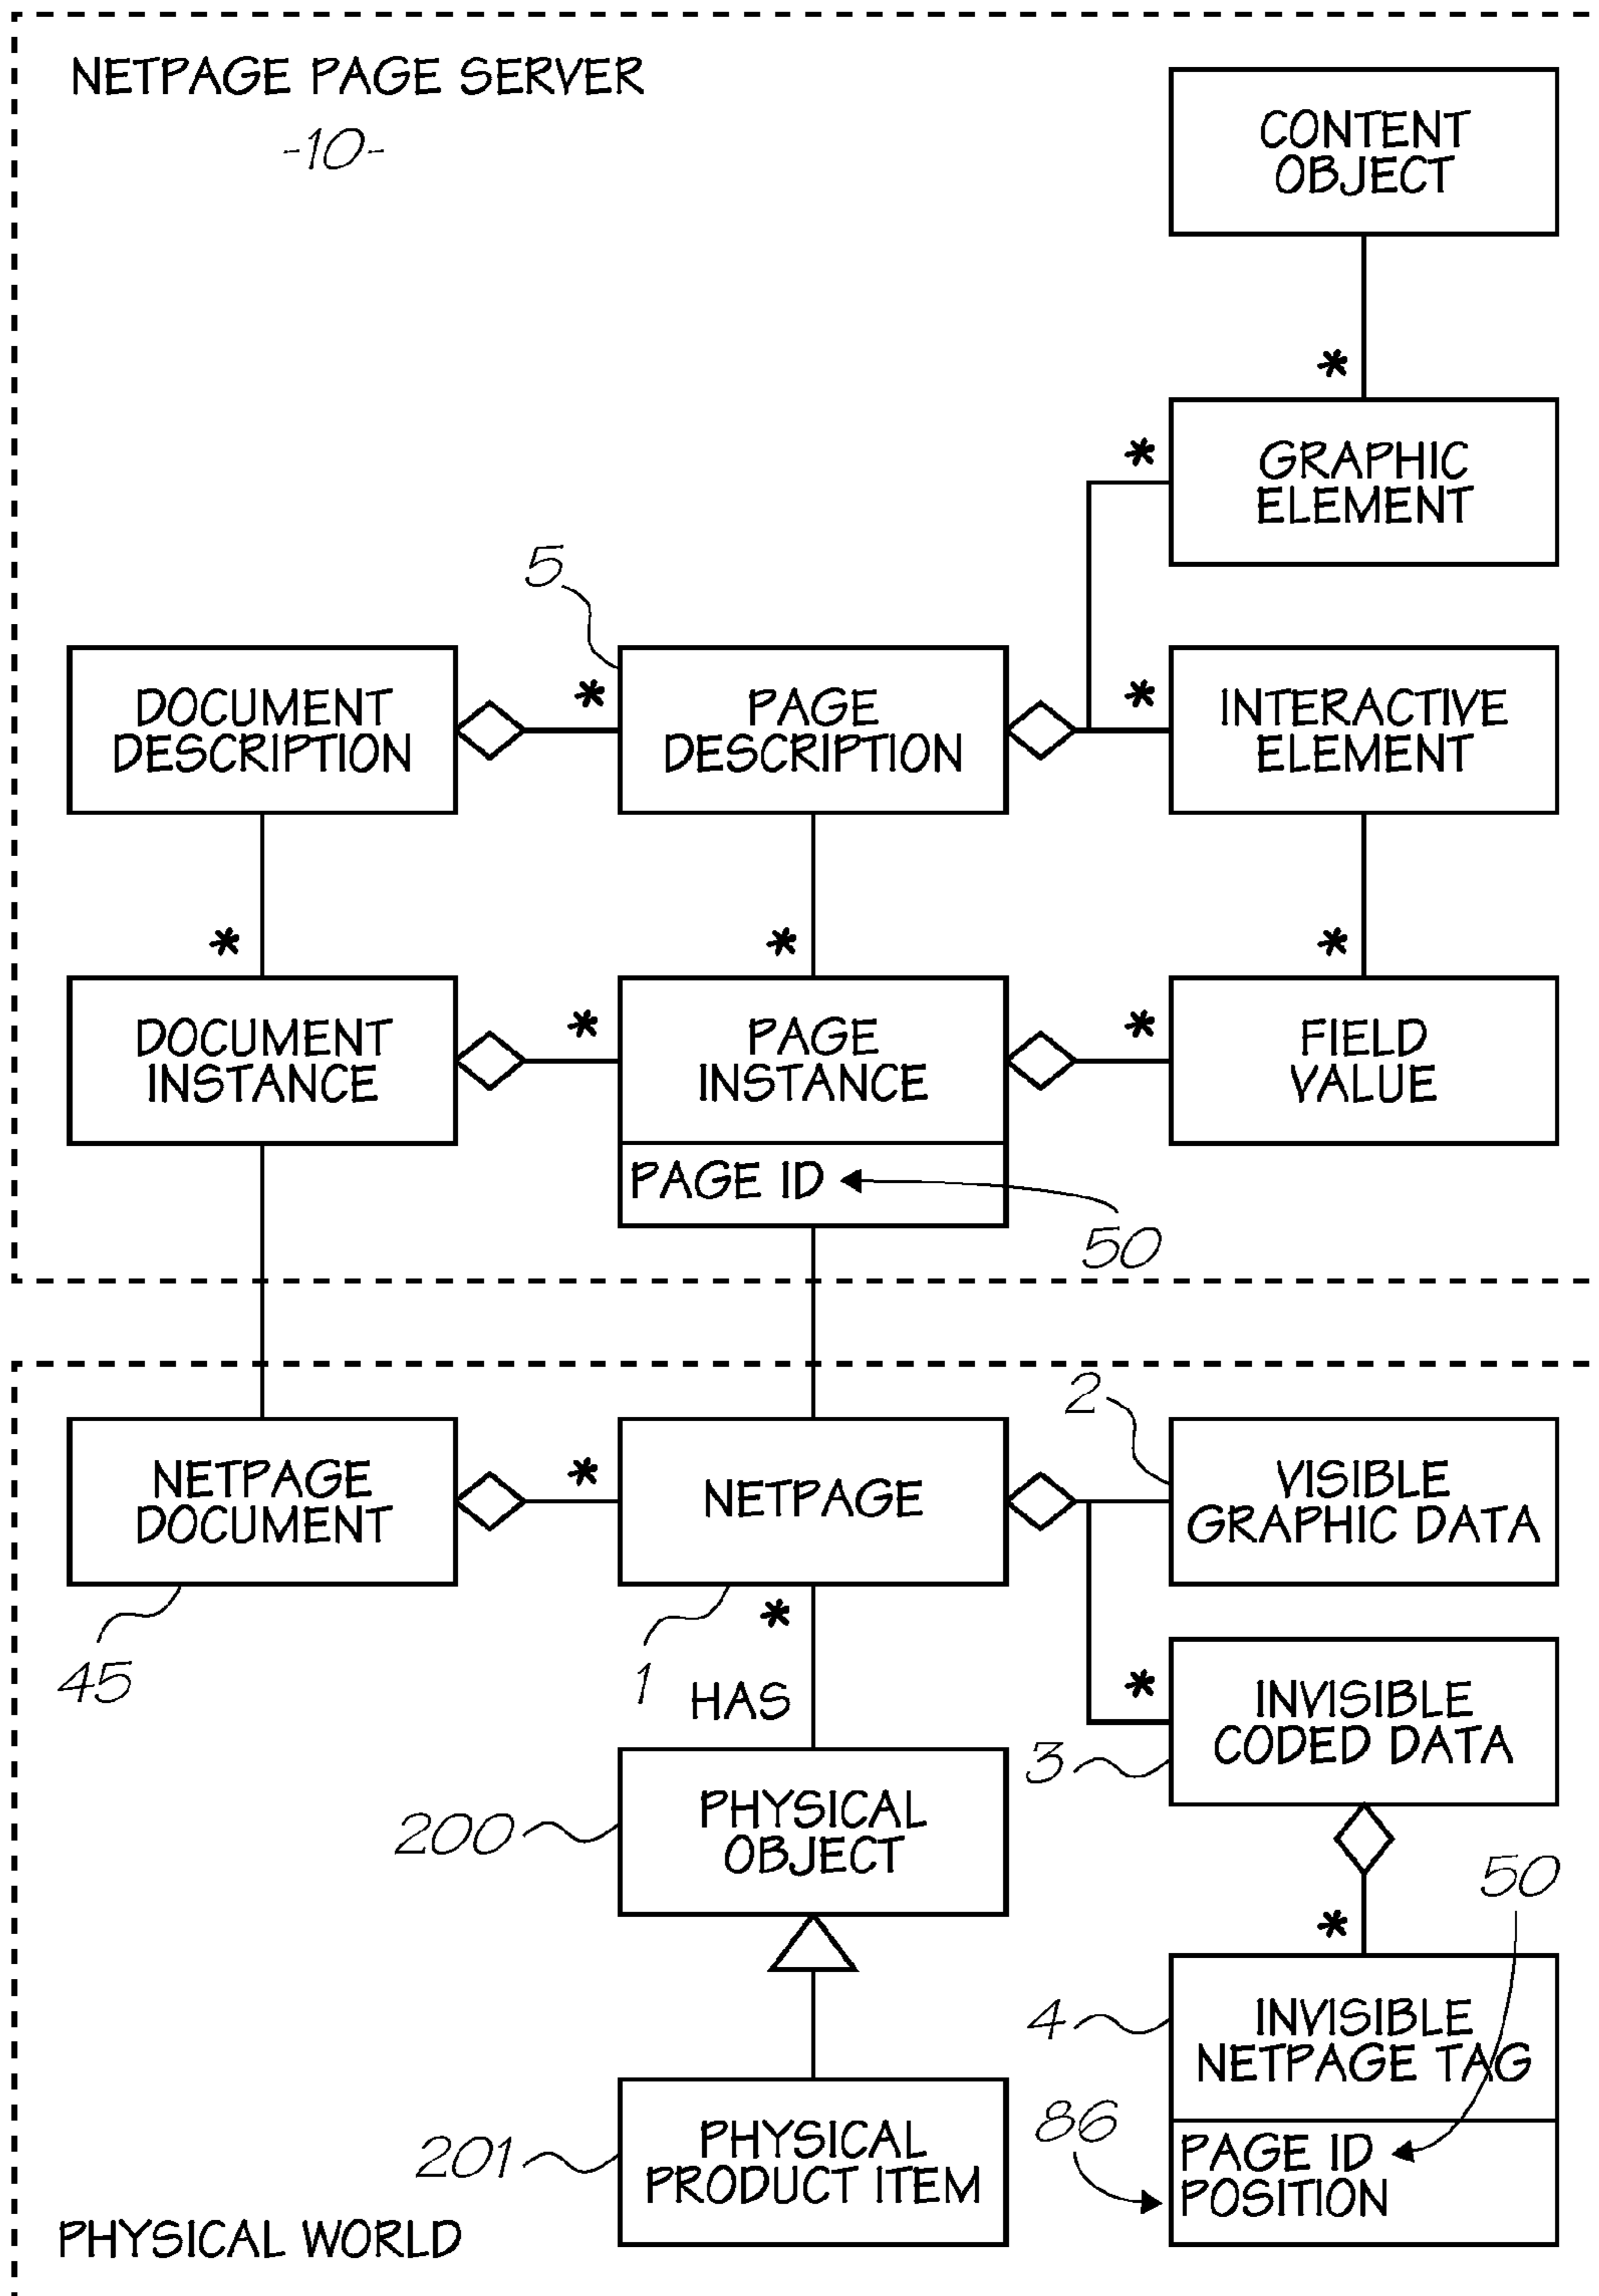 NETPAGE PAGE SERVER
-10-
CONTENT
OBJECT
*
*
GRAPHIC
ELEMENT
5
DOCUMENT
DESCRIPTION
*
PAGE
DESCRIPTION
*
INTERACTIVE
ELEMENT
*
*
*
DOCUMENT
INSTANCE
*
PAGE
INSTANCE
*
FIELD
VALUE
PAGE ID
50
2
NETPAGE
DOCUMENT
*
NETPAGE
VISIBLE
GRAPHIC DATA
45
1
*
HAS
*
INVISIBLE
CODED DATA
3
200
PHYSICAL
OBJECT
50
*
4
INVISIBLE
NETPAGE TAG
86
PAGE ID
POSITION
201
PHYSICAL
PRODUCT ITEM
PHYSICAL WORLD